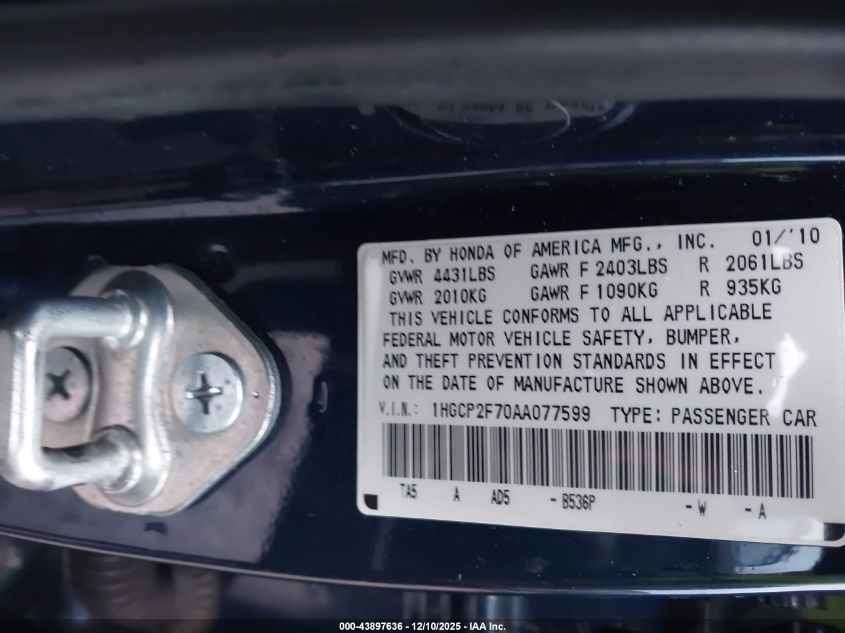 MFD. BY HONDA OF AMERICA MFG., INC. 01/'10
GVWR 4431LBS GAWR F 2403LBS R 2061LBS
GVWR 2010KG GAWR F 1090KG R 935KG
THIS VEHICLE CONFORMS TO ALL APPLICABLE
FEDERAL MOTOR VEHICLE SAFETY, BUMPER,
AND THEFT PREVENTION STANDARDS IN EFFECT
ON THE DATE OF MANUFACTURE SHOWN ABOVE.
V.I.N.: 1HGCP2F70AA077599 TYPE: PASSENGER CAR
TA5 A AD5 - B536P -W -A
000-43897636 - 12/10/2025 - IAA Inc.